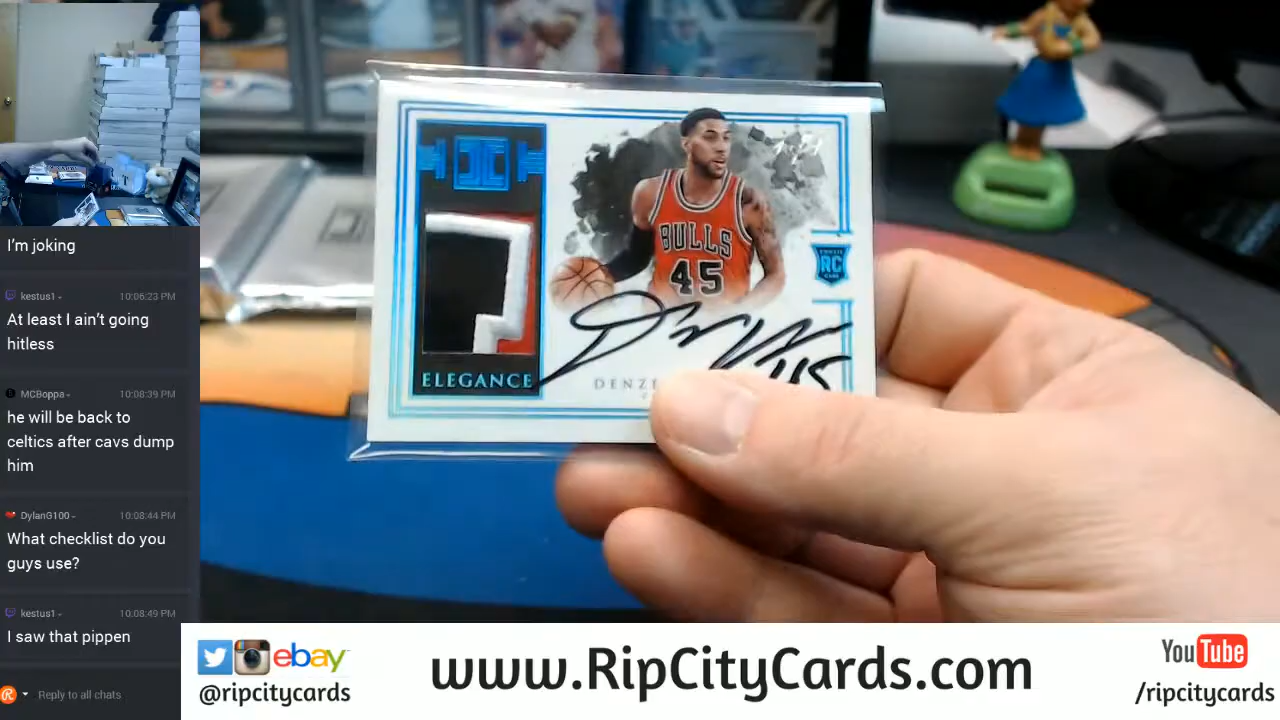 I'm joking
kestus1 10:06:23 PM
At least I ain't going
hitless
MCBoppa 10:08:39 PM
he will be back to
celtics after cavs dump
him
DylanG100 10:08:44 PM
What checklist do you
guys use?
kestus1 10:08:49 PM
I saw that pippen
Reply to all chats
BULLS
45
RC
ELEGANCE
45
ebay
@ripcitycards
www.RipCityCards.com
YouTube
/ripcitycards